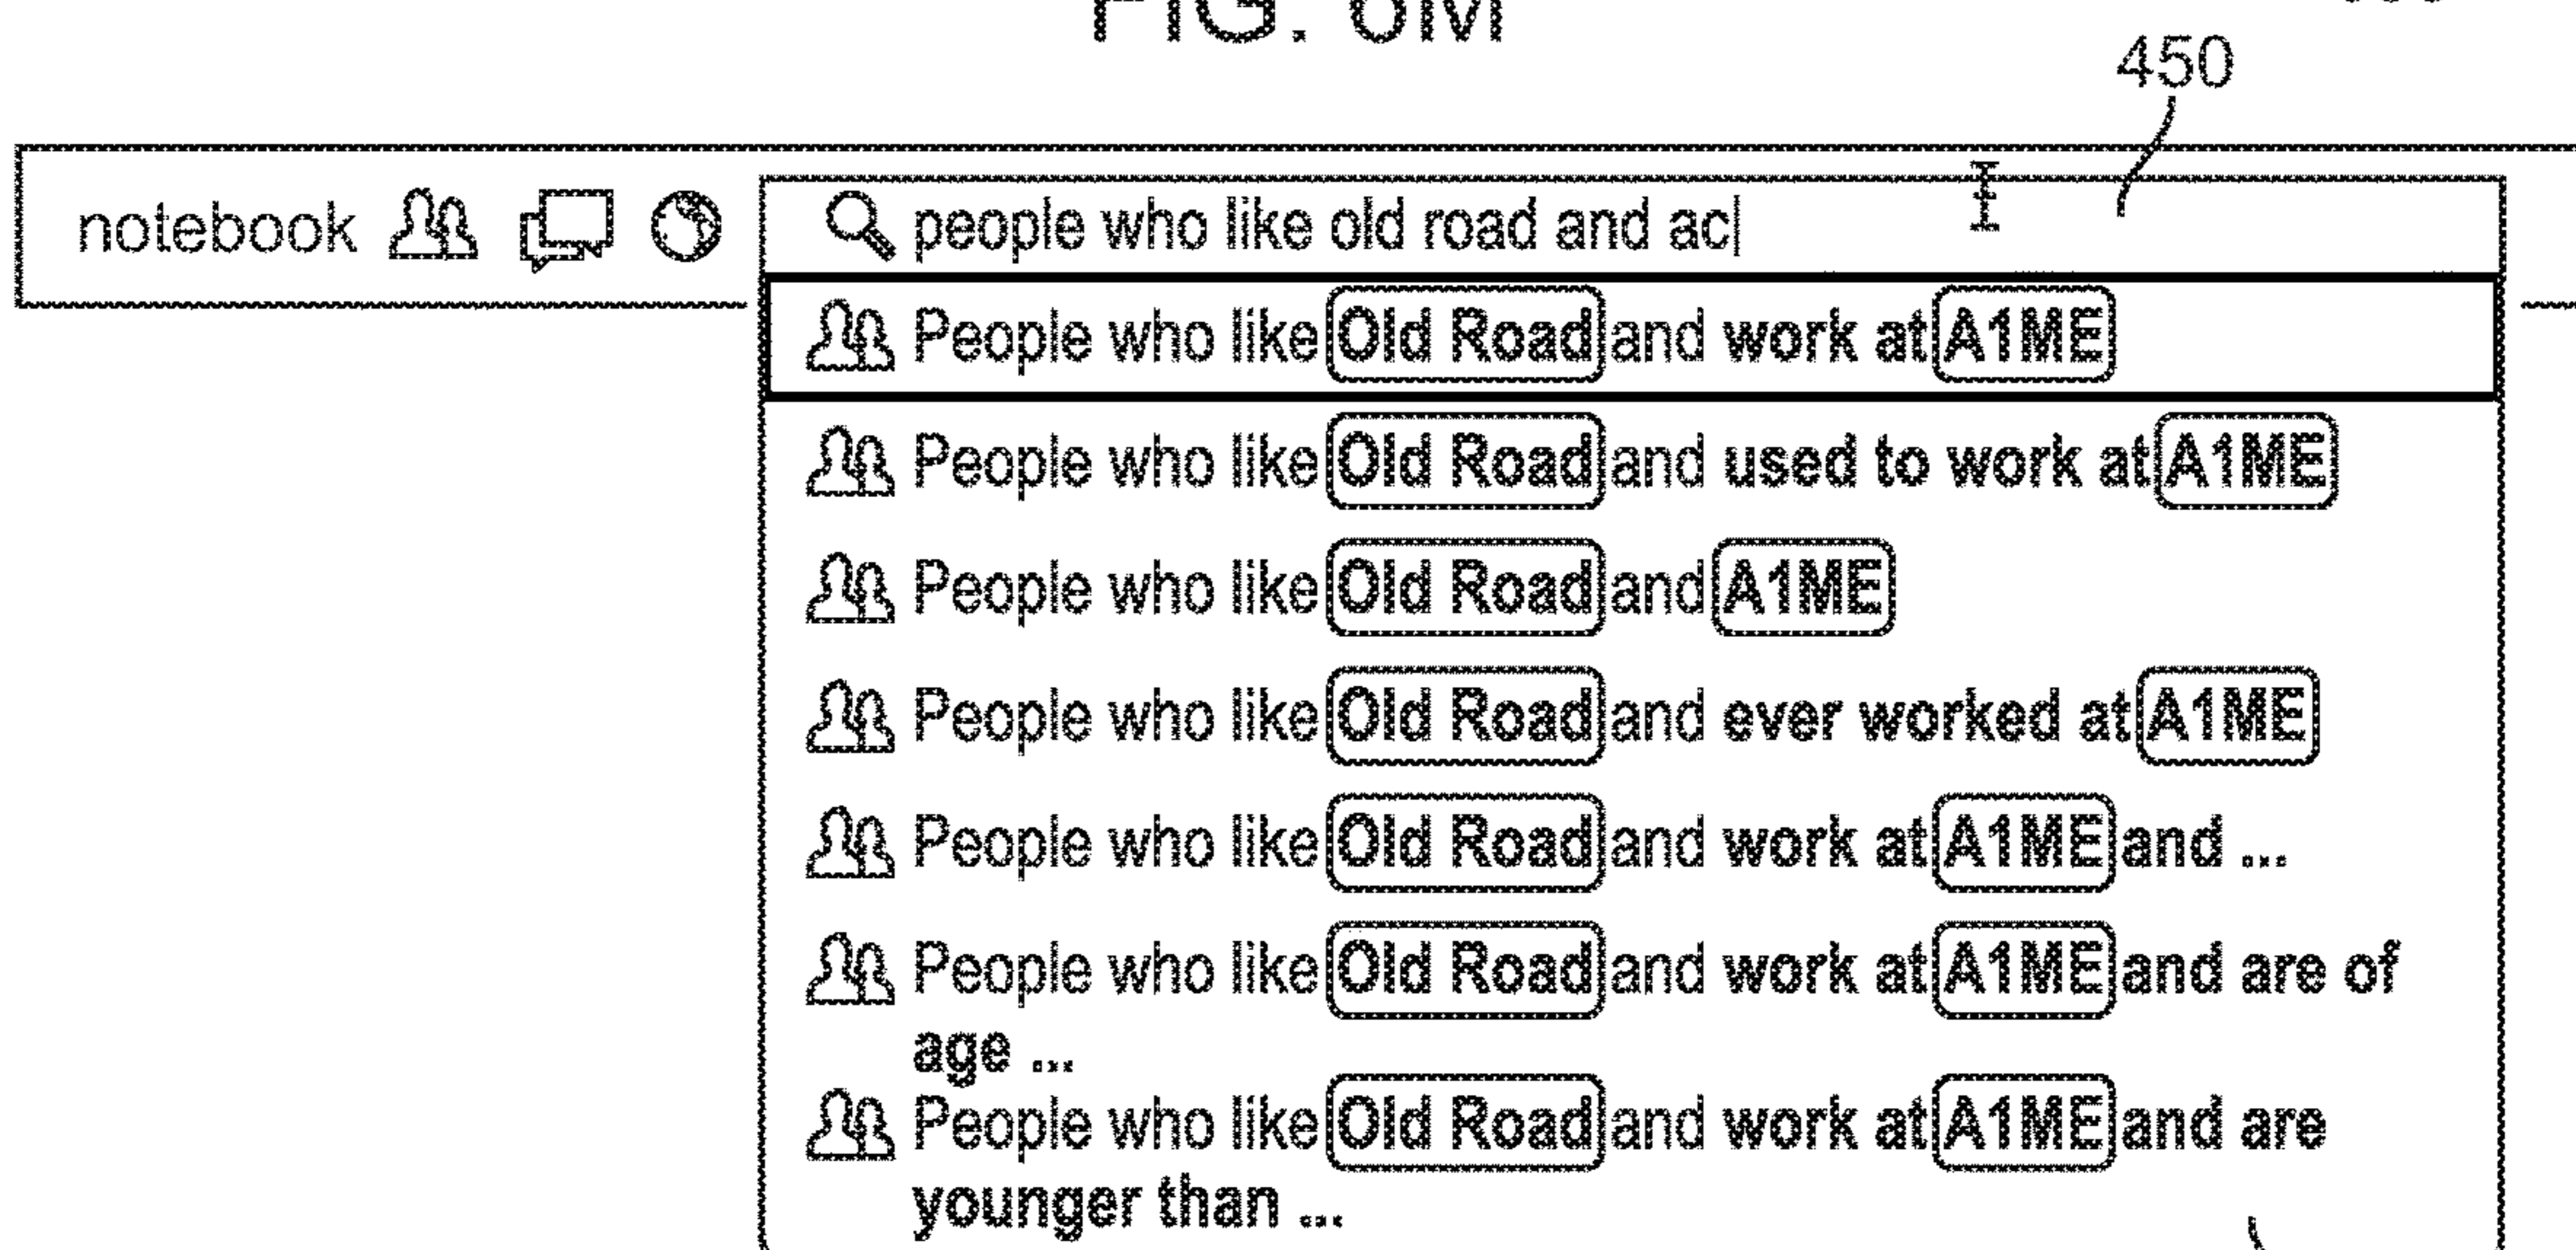 FIG. 6M
450
notebook
people who like old road and ac
People who like Old Road and work at A1ME
People who like Old Road and used to work at A1ME
People who like Old Road and A1ME
People who like Old Road and ever worked at A1ME
People who like Old Road and work at A1ME and ...
People who like Old Road and work at A1ME and are of
age ...
People who like Old Road and work at A1ME and are
younger than ...